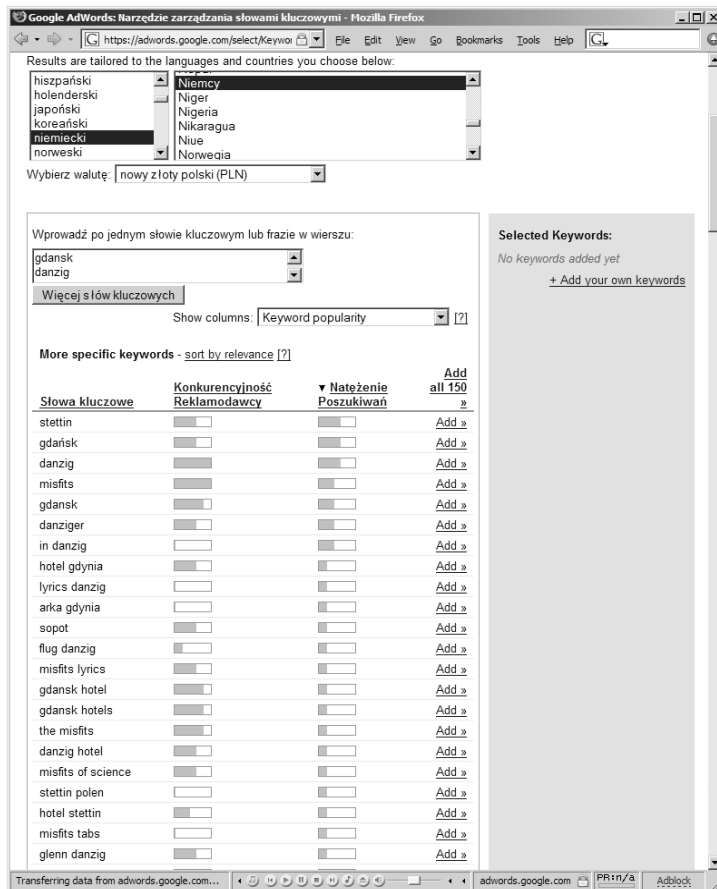 Google AdWords: Narzędzie zarządzania słowami kluczowymi - Mozilla Firefox
https://adwords.google.com/select/Keywor File Edit View Go Bookmarks Tools Help
Results are tailored to the languages and countries you choose below:
hiszpański
holenderski
japoński
koreański
niemiecki
norweski
Niemcy
Niger
Nigeria
Nikaragua
Niue
Norwegia
Wybierz walutę: nowy złoty polski (PLN)
Wprowadź po jednym słowie kluczowym lub frazie w wierszu:
gdansk
danzig
Więcej słów kluczowych
Show columns: Keyword popularity [?]
Selected Keywords:
No keywords added yet
+ Add your own keywords
More specific keywords - sort by relevance [?]
Słowa kluczowe Konkurencyjność Reklamodawcy ▼ Natężenie Poszukiwań Add all 150 »
stettin Add »
gdańsk Add »
danzig Add »
misfits Add »
gdansk Add »
danziger Add »
in danzig Add »
hotel gdynia Add »
lyrics danzig Add »
arka gdynia Add »
sopot Add »
flug danzig Add »
misfits lyrics Add »
gdansk hotel Add »
gdansk hotels Add »
the misfits Add »
danzig hotel Add »
misfits of science Add »
stettin polen Add »
hotel stettin Add »
misfits tabs Add »
glenn danzig Add »
Transferring data from adwords.google.com... adwords.google.com PR:n/a Adblock